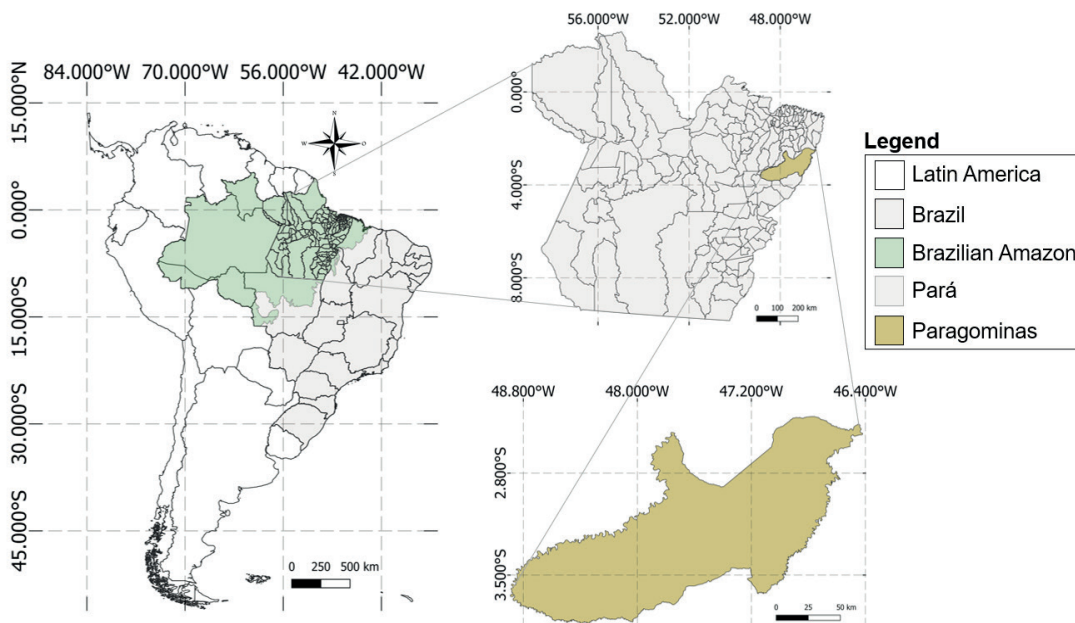 84.000°W 70.000°W 56.000°W 42.000°W
15.000°N
0.000°
15.000°S
30.000°S
45.000°S
N
W
O
S
0 250 500 km
56.000°W 52.000°W 48.000°W
0.000°
4.000°S
8.000°S
0 100 200 km
48.800°W 48.000°W 47.200°W 46.400°W
2.800°S
3.500°S
0 25 50 km
Legend
Latin America
Brazil
Brazilian Amazon
Pará
Paragominas